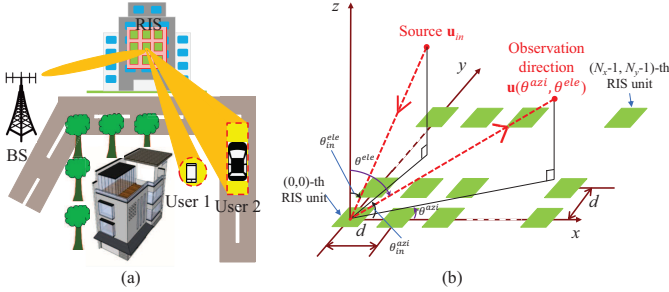 RIS
BS
User 1
User 2
(a)
z
Source u_in
Observation
direction
u(θ^azi, θ^ele)
(N_x-1, N_y-1)-th
RIS unit
y
θ_in^ele
θ^ele
(0,0)-th
RIS unit
θ^azi
d
d
θ_in^azi
x
(b)